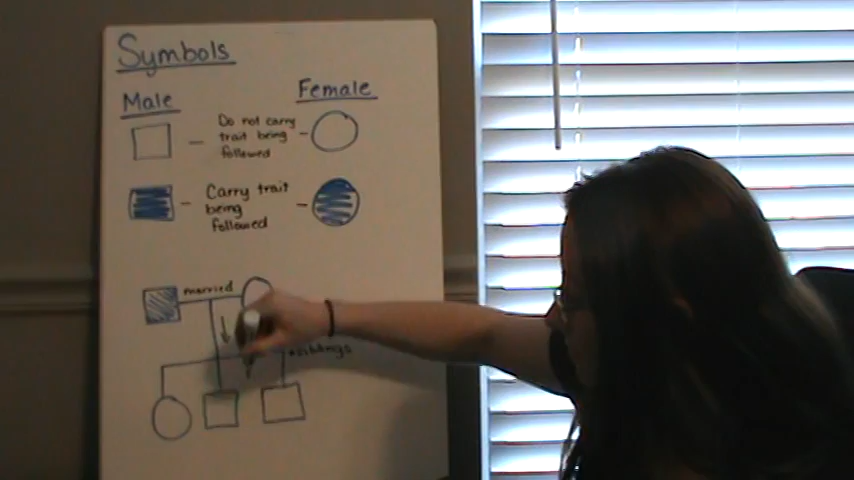 Symbols
Male
Female
Do not carry
trait being
followed
Carry trait
being
followed
married
siblings